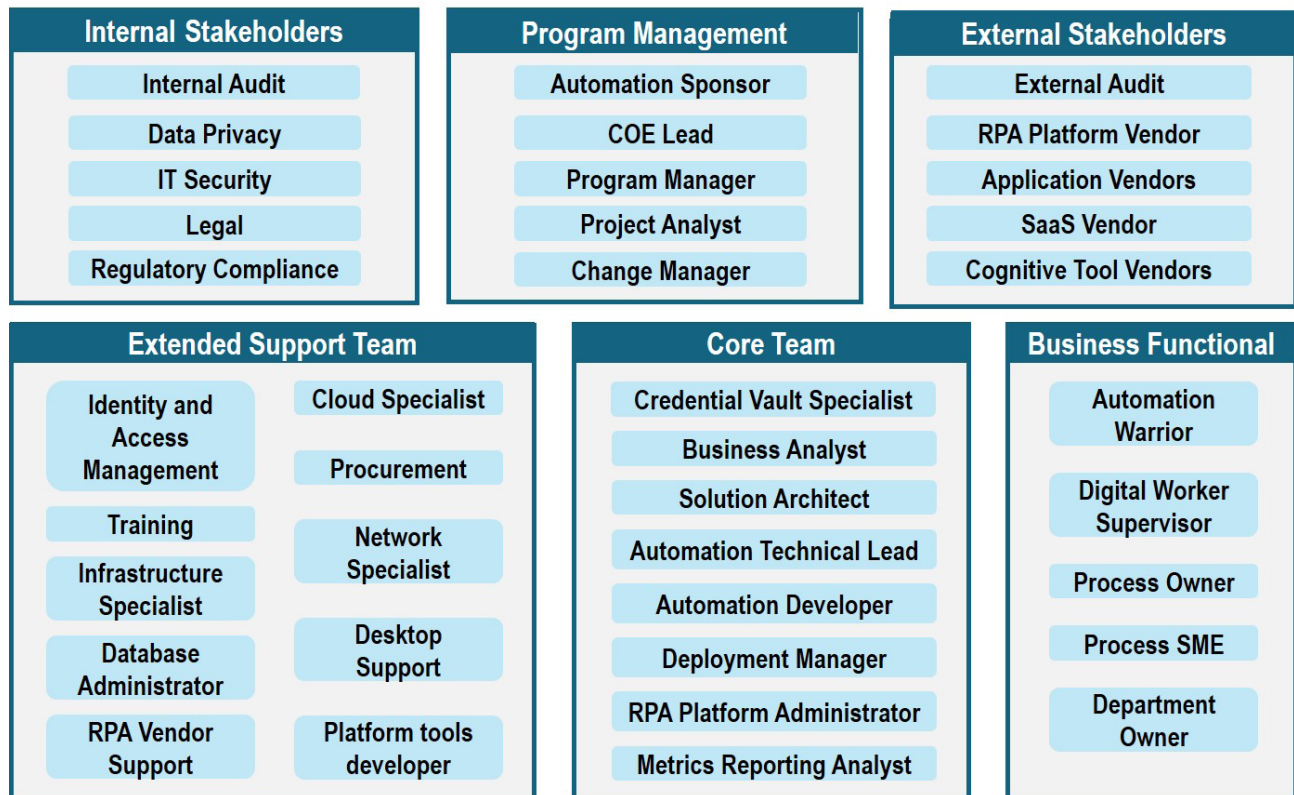 Internal Stakeholders
Internal Audit
Data Privacy
IT Security
Legal
Regulatory Compliance
Program Management
Automation Sponsor
COE Lead
Program Manager
Project Analyst
Change Manager
External Stakeholders
External Audit
RPA Platform Vendor
Application Vendors
SaaS Vendor
Cognitive Tool Vendors
Extended Support Team
Identity and
Access
Management
Training
Infrastructure
Specialist
Database
Administrator
RPA Vendor
Support
Cloud Specialist
Procurement
Network
Specialist
Desktop
Support
Platform tools
developer
Core Team
Credential Vault Specialist
Business Analyst
Solution Architect
Automation Technical Lead
Automation Developer
Deployment Manager
RPA Platform Administrator
Metrics Reporting Analyst
Business Functional
Automation
Warrior
Digital Worker
Supervisor
Process Owner
Process SME
Department
Owner